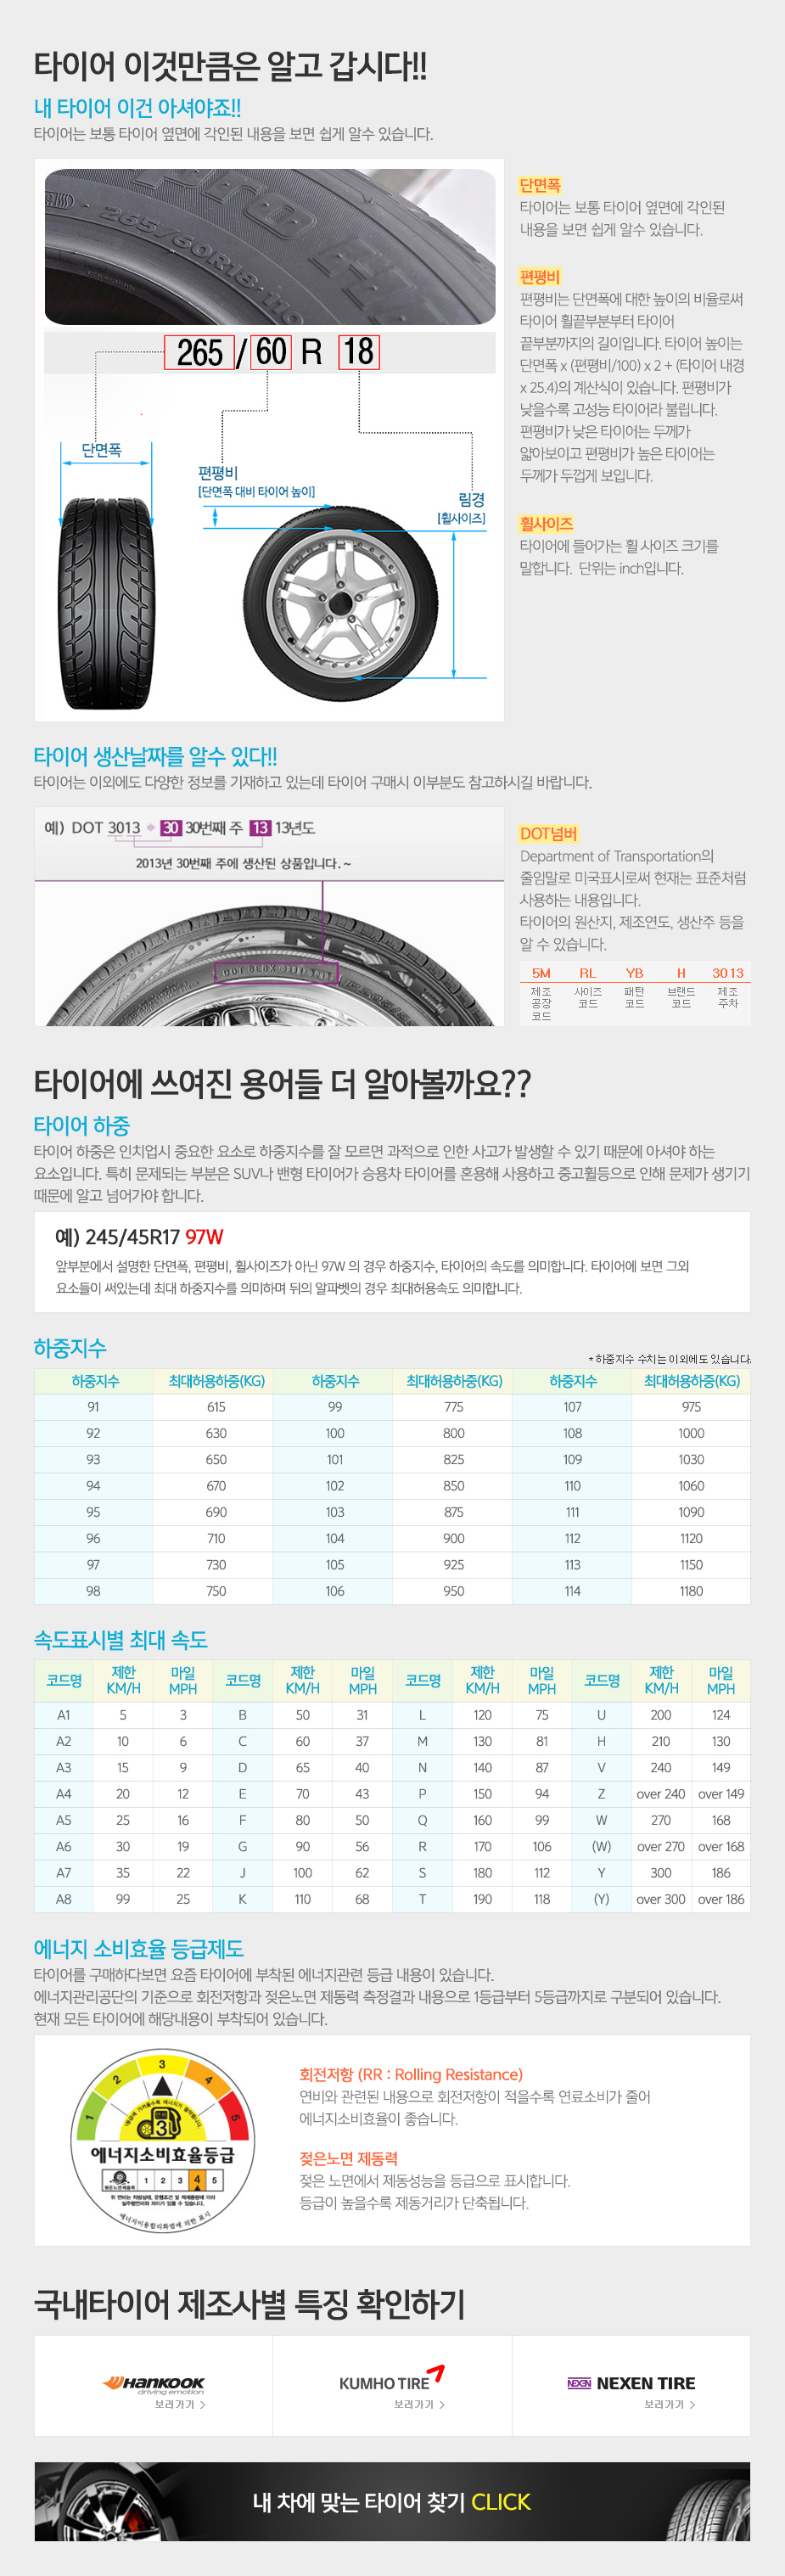 타이어 이것만큼은 알고 갑시다!!
내 타이어 이건 아셔야죠!!
타이어는 보통 타이어 옆면에 각인된 내용을 보면 쉽게 알수 있습니다.
265/60R18 110
265 / 60 R 18
단면폭
편평비
[단면폭 대비 타이어 높이]
림경
[휠사이즈]
단면폭
타이어는 보통 타이어 옆면에 각인된
내용을 보면 쉽게 알수 있습니다.
편평비
편평비는 단면폭에 대한 높이의 비율로써
타이어 휠끝부분부터 타이어
끝부분까지의 길이입니다. 타이어 높이는
단면폭 x (편평비/100) x 2 + (타이어 내경
x 25.4)의 계산식이 있습니다. 편평비가
낮을수록 고성능 타이어라 불립니다.
편평비가 낮은 타이어는 두께가
얇아보이고 편평비가 높은 타이어는
두께가 두껍게 보입니다.
휠사이즈
타이어에 들어가는 휠 사이즈 크기를
말합니다. 단위는 inch입니다.
타이어 생산날짜를 알수 있다!!
타이어는 이외에도 다양한 정보를 기재하고 있는데 타이어 구매시 이부분도 참고하시길 바랍니다.
예) DOT 3013 30 30번째 주 13 13년도
2013년 30번째 주에 생산된 상품입니다.~
DOT
DOT넘버
Department of Transportation의
줄임말로 미국표시로써 현재는 표준처럼
사용하는 내용입니다.
타이어의 원산지, 제조연도, 생산주 등을
알 수 있습니다.
5M RL YB H 3013
제조 사이즈 패턴 브랜드 제조
공장 코드 코드 코드 주차
코드
타이어에 쓰여진 용어들 더 알아볼까요??
타이어 하중
타이어 하중은 인치업시 중요한 요소로 하중지수를 잘 모르면 과적으로 인한 사고가 발생할 수 있기 때문에 아셔야 하는
요소입니다. 특히 문제되는 부분은 SUV나 밴형 타이어가 승용차 타이어를 혼용해 사용하고 중고휠등으로 인해 문제가 생기기
때문에 알고 넘어가야 합니다.
예) 245/45R17 97W
앞부분에서 설명한 단면폭, 편평비, 휠사이즈가 아닌 97W 의 경우 하중지수, 타이어의 속도를 의미합니다. 타이어에 보면 그외
요소들이 써있는데 최대 하중지수를 의미하며 뒤의 알파벳의 경우 최대허용속도 의미합니다.
하중지수
* 하중지수 수치는 이외에도 있습니다.
하중지수 최대허용하중(KG) 하중지수 최대허용하중(KG) 하중지수 최대허용하중(KG)
91 615 99 775 107 975
92 630 100 800 108 1000
93 650 101 825 109 1030
94 670 102 850 110 1060
95 690 103 875 111 1090
96 710 104 900 112 1120
97 730 105 925 113 1150
98 750 106 950 114 1180
속도표시별 최대 속도
코드명 제한 KM/H 마일 MPH 코드명 제한 KM/H 마일 MPH 코드명 제한 KM/H 마일 MPH 코드명 제한 KM/H 마일 MPH
A1 5 3 B 50 31 L 120 75 U 200 124
A2 10 6 C 60 37 M 130 81 H 210 130
A3 15 9 D 65 40 N 140 87 V 240 149
A4 20 12 E 70 43 P 150 94 Z over 240 over 149
A5 25 16 F 80 50 Q 160 99 W 270 168
A6 30 19 G 90 56 R 170 106 (W) over 270 over 168
A7 35 22 J 100 62 S 180 112 Y 300 186
A8 99 25 K 110 68 T 190 118 (Y) over 300 over 186
에너지 소비효율 등급제도
타이어를 구매하다보면 요즘 타이어에 부착된 에너지관련 등급 내용이 있습니다.
에너지관리공단의 기준으로 회전저항과 젖은노면 제동력 측정결과 내용으로 1등급부터 5등급까지로 구분되어 있습니다.
현재 모든 타이어에 해당내용이 부착되어 있습니다.
1 2 3 4 5
1등급에 가까울수록 에너지가 절약됩니다.
3
에너지소비효율등급
젖은노면제동력 1 2 3 4 5
에너지이용합리화법에 의한 표시
회전저항 (RR : Rolling Resistance)
연비와 관련된 내용으로 회전저항이 적을수록 연료소비가 줄어
에너지소비효율이 좋습니다.
젖은노면 제동력
젖은 노면에서 제동성능을 등급으로 표시합니다.
등급이 높을수록 제동거리가 단축됩니다.
국내타이어 제조사별 특징 확인하기
HANKOOK
driving emotion
보러가기 >
KUMHO TIRE
보러가기 >
NEXEN NEXEN TIRE
보러가기 >
내 차에 맞는 타이어 찾기 CLICK